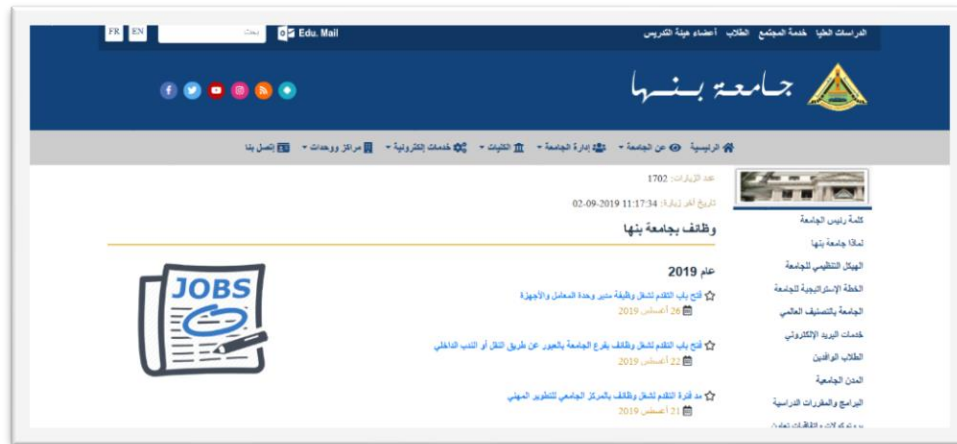 الدراسات العليا خدمة المجتمع الطلاب أعضاء هيئة التدريس
Edu. Mail
بحث
EN
FR
جامعة بنها
الرئيسية عن الجامعة إدارة الجامعة الكليات خدمات إلكترونية مراكز ووحدات إتصل بنا
كلمة رئيس الجامعة
لماذا جامعة بنها
الهيكل التنظيمي للجامعة
الخطة الإستراتيجية للجامعة
الجامعة بالتصنيف العالمي
خدمات البريد الإلكتروني
الطلاب الوافدين
المدن الجامعية
البرامج والمقررات الدراسية
بروتوكولات واتفاقيات تعاون
عدد الزيارات: 1702
تاريخ أخر زيارة: 11:17:34 2019-09-02
وظائف بجامعة بنها
عام 2019
فتح باب التقدم لشغل وظيفة مدير وحدة المعامل والأجهزة
26 أغسطس 2019
فتح باب التقدم لشغل وظائف بفرع الجامعة بالعبور عن طريق النقل أو الندب الداخلي
22 أغسطس 2019
مد فترة التقدم لشغل وظائف بالمركز الجامعي للتطوير المهني
21 أغسطس 2019
JOBS